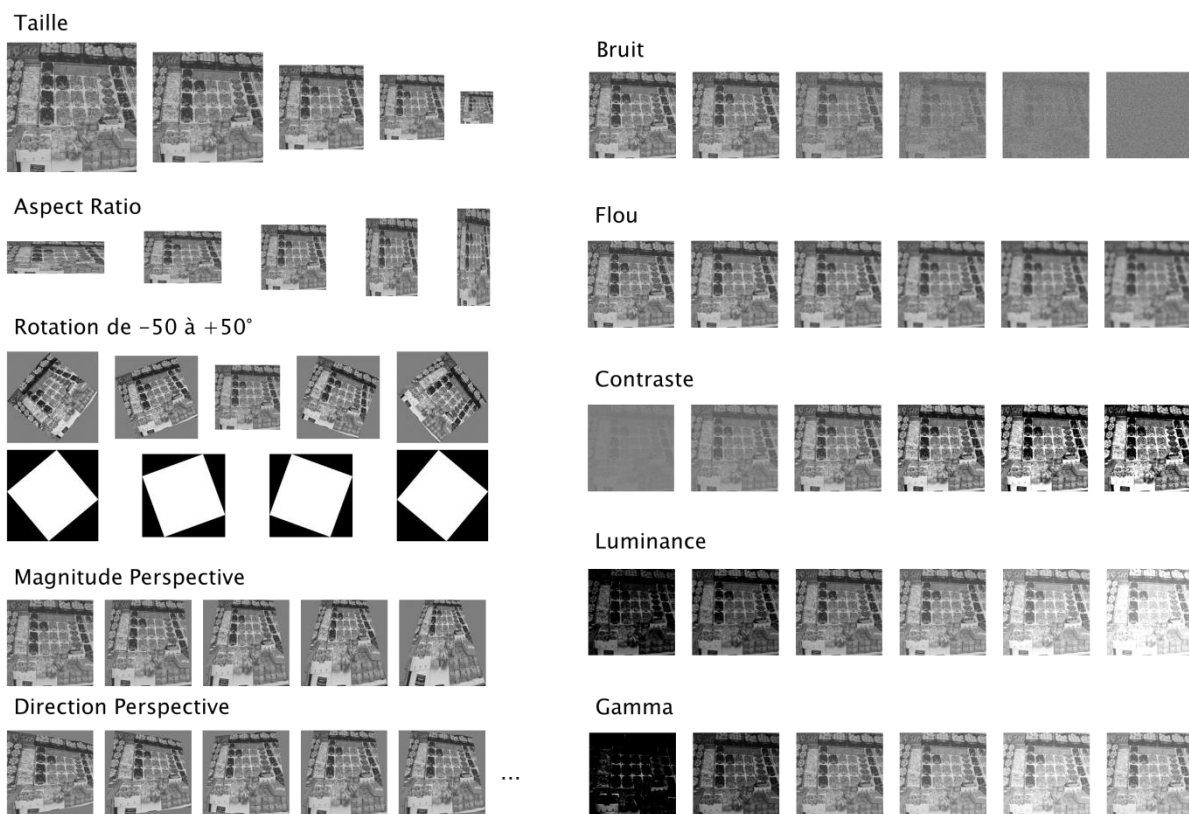 Taille
Aspect Ratio
Rotation de −50 à +50°
Magnitude Perspective
Direction Perspective
...
Bruit
Flou
Contraste
Luminance
Gamma